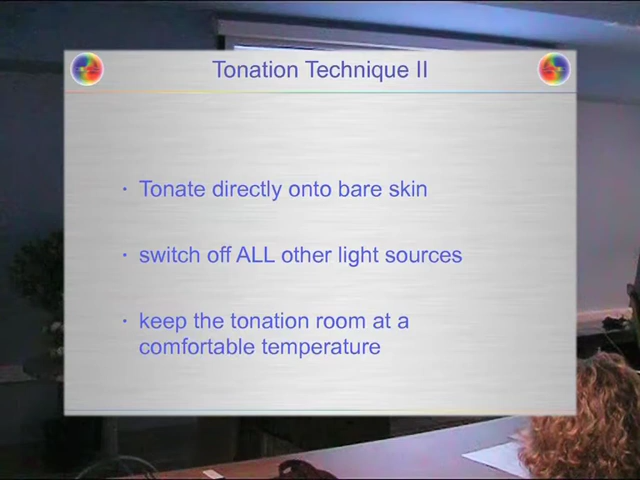 Tonation Technique II
· Tonate directly onto bare skin
· switch off ALL other light sources
· keep the tonation room at a
comfortable temperature